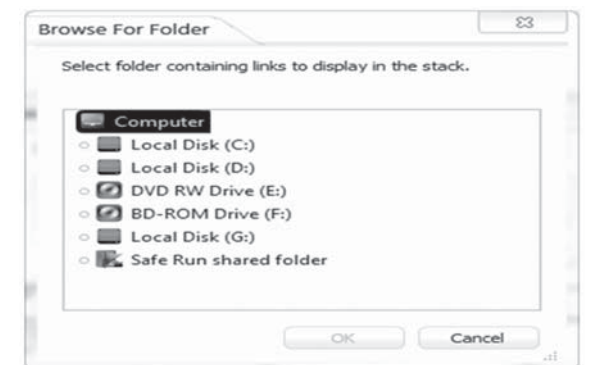 Browse For Folder
Select folder containing links to display in the stack.
Computer
Local Disk (C:)
Local Disk (D:)
DVD RW Drive (E:)
BD-ROM Drive (F:)
Local Disk (G:)
Safe Run shared folder
OK
Cancel